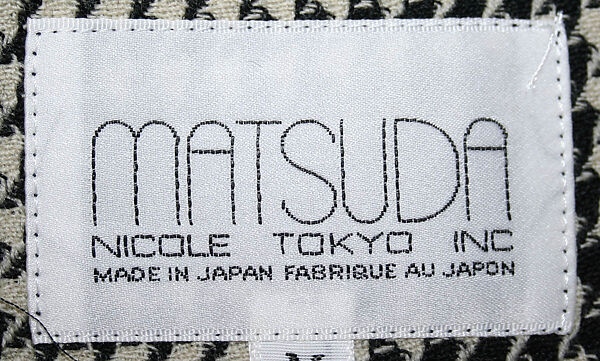 MATSUDA
NICOLE TOKYO INC
MADE IN JAPAN FABRIQUE AU JAPON